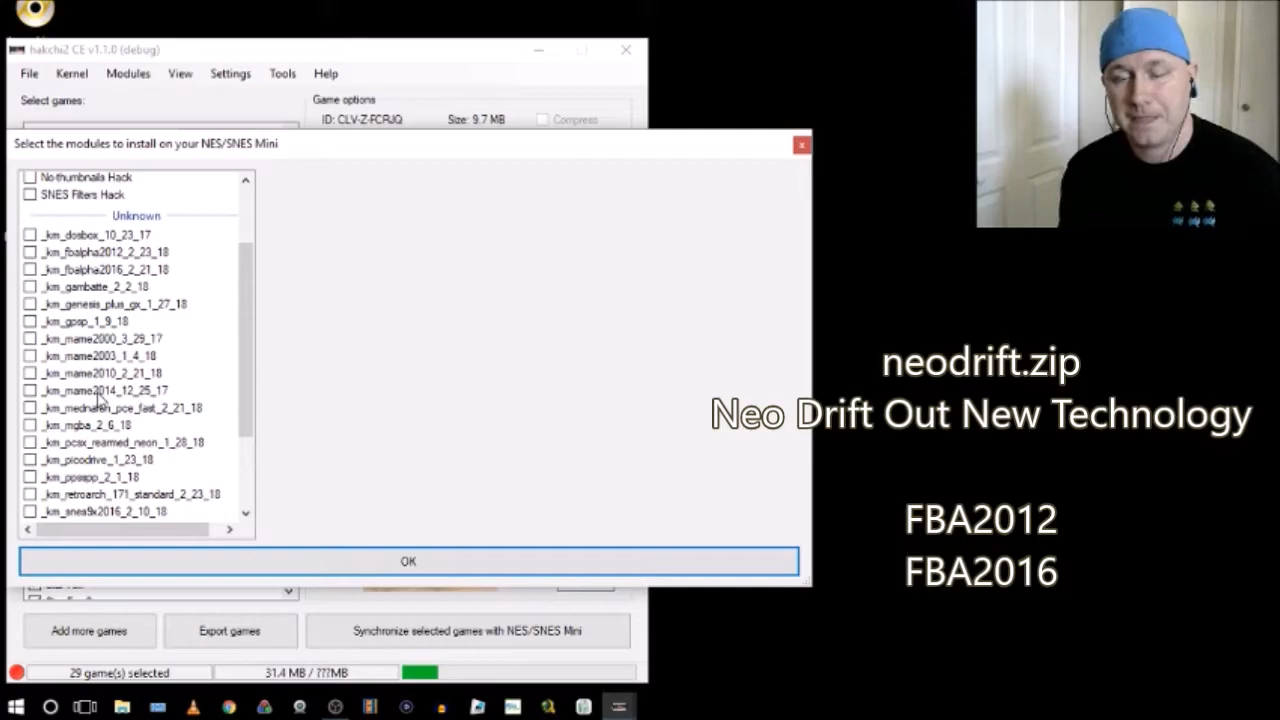 hakchi2 CE v1.1.0 (debug)
File Kernel Modules View Settings Tools Help
Select games:
Game options
ID: CLV-Z-FCRJQ Size: 9.7 MB Compress
Select the modules to install on your NES/SNES Mini
x
No-thumbnails Hack
SNES Filters Hack
Unknown
_km_dosbox_10_23_17
_km_fbalpha2012_2_23_18
_km_fbalpha2016_2_21_18
_km_gambatte_2_2_18
_km_genesis_plus_gx_1_27_18
_km_gpsp_1_9_18
_km_mame2000_3_29_17
_km_mame2003_1_4_18
_km_mame2010_2_21_18
_km_mame2014_12_25_17
_km_mednafen_pce_fast_2_21_18
_km_mgba_2_6_18
_km_pcsx_rearmed_neon_1_28_18
_km_picodrive_1_23_18
_km_ppsspp_2_1_18
_km_retroarch_171_standard_2_23_18
_km_snes9x2016_2_10_18
OK
Add more games Export games Synchronize selected games with NES/SNES Mini
29 game(s) selected 31.4 MB / ???MB
neodrift.zip
Neo Drift Out New Technology
FBA2012
FBA2016